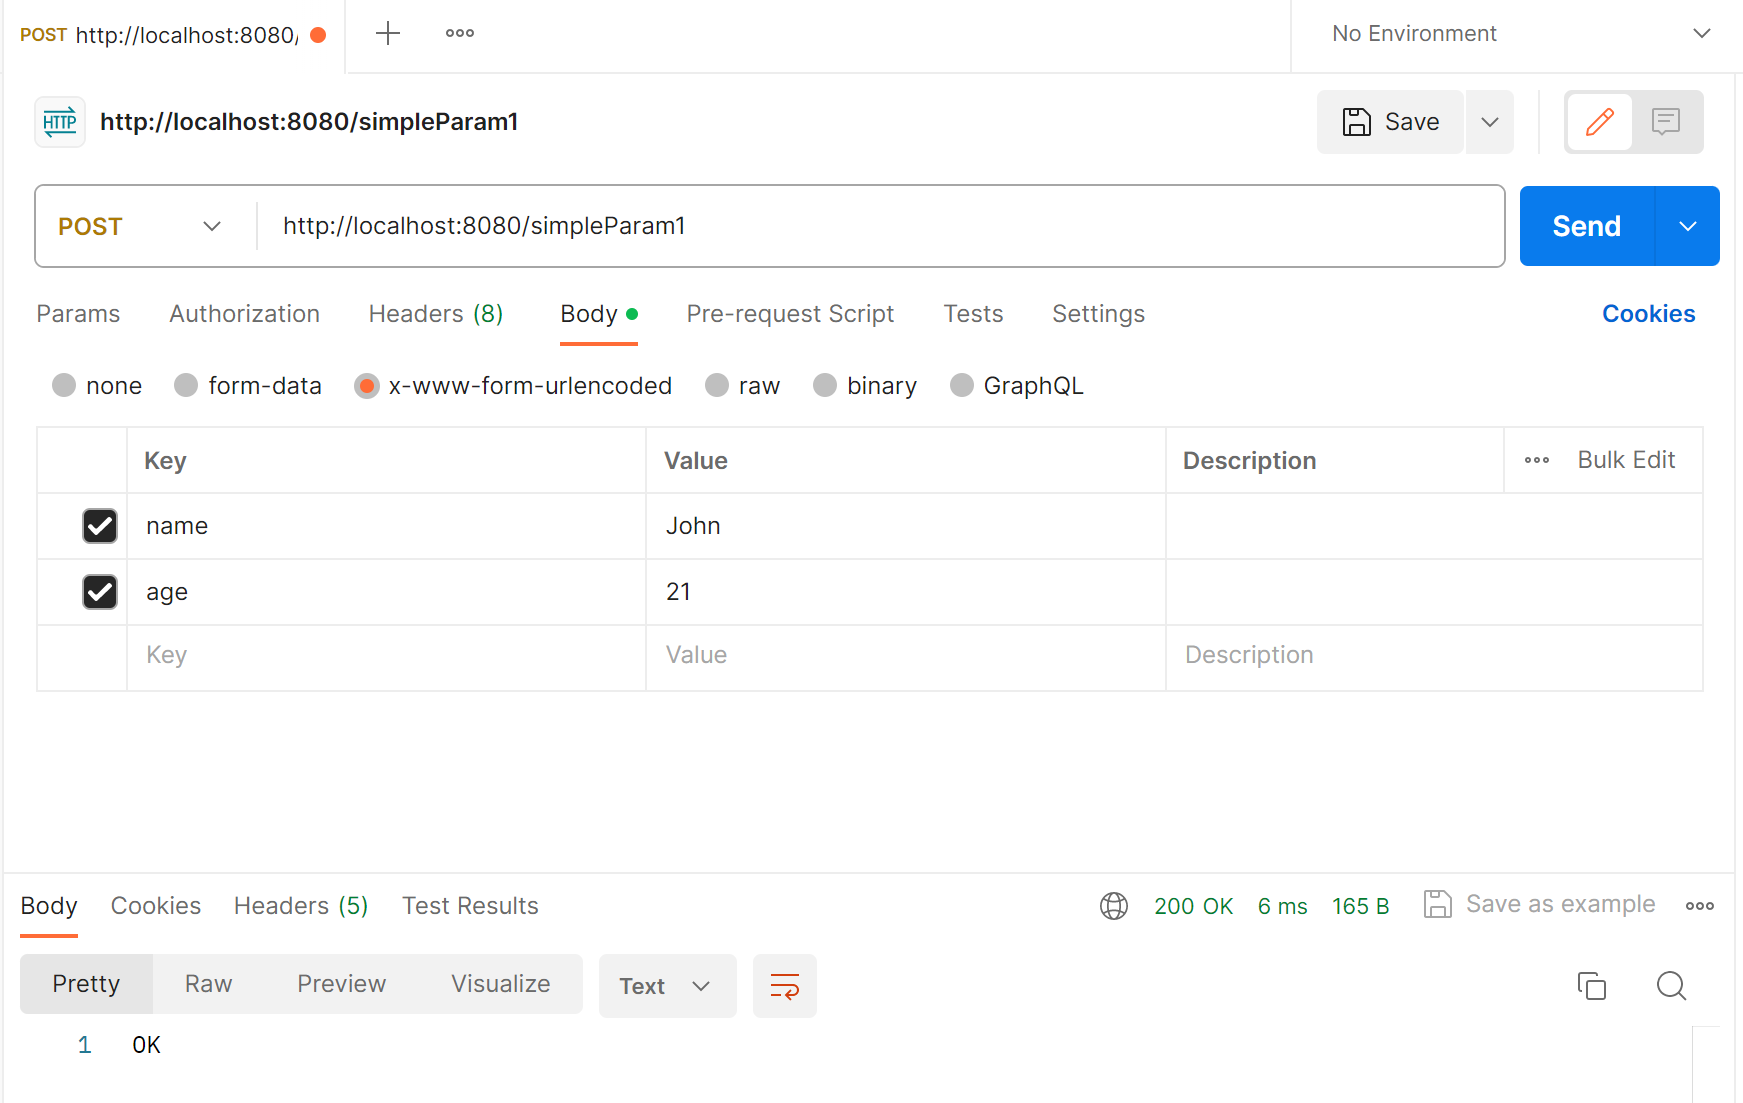 POST http://localhost:8080/ No Environment
HTTP http://localhost:8080/simpleParam1 Save
POST http://localhost:8080/simpleParam1 Send
Params Authorization Headers (8) Body Pre-request Script Tests Settings Cookies
none form-data x-www-form-urlencoded raw binary GraphQL
Key Value Description Bulk Edit
name John
age 21
Key Value Description
Body Cookies Headers (5) Test Results 200 OK 6 ms 165 B Save as example
Pretty Raw Preview Visualize Text
1 OK